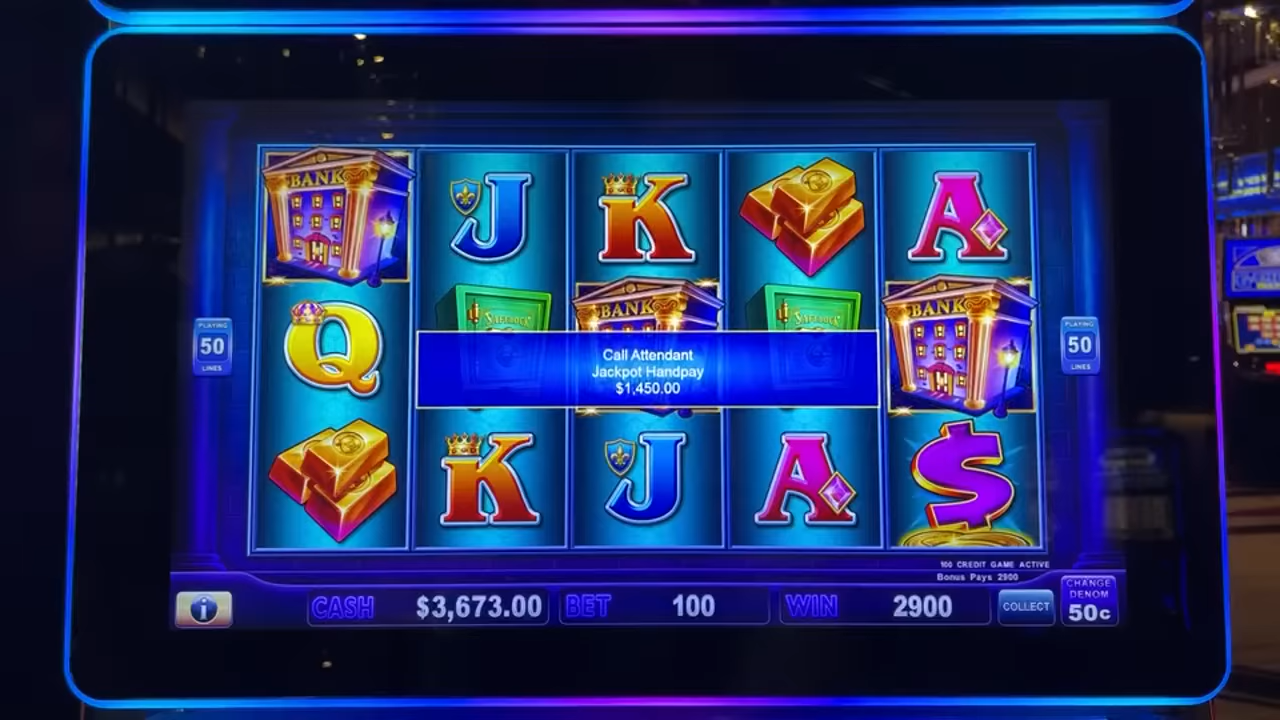 BANK
J
K
A
PLAYING
50
LINES
Q
SAFELOCK
BANK
SAFELOCK
BANK
PLAYING
50
LINES
Call Attendant
Jackpot Handpay
$1,450.00
K
J
A
$
100 CREDIT GAME ACTIVE
Bonus Pays 2900
i
CASH $3,673.00
BET 100
WIN 2900
COLLECT
CHANGE
DENOM
50c